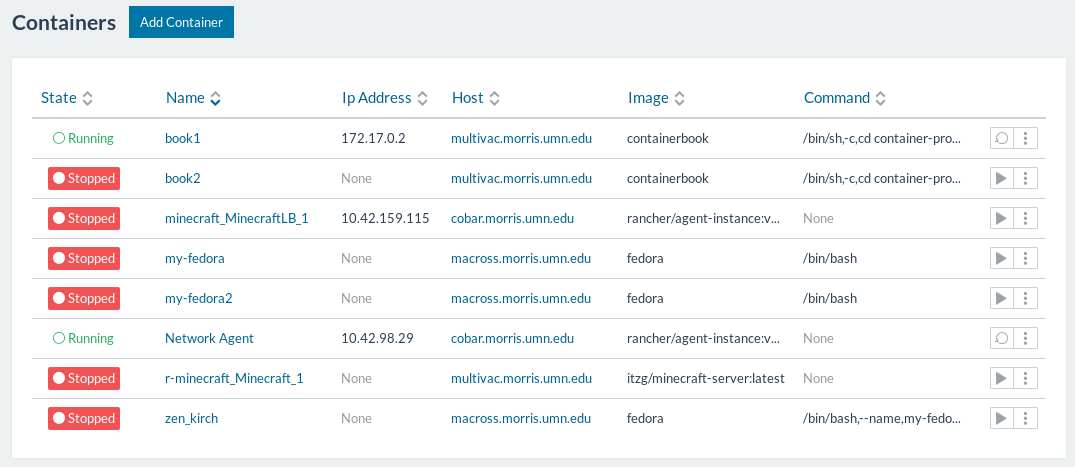 Containers Add Container
State Name Ip Address Host Image Command
Running book1 172.17.0.2 multivac.morris.umn.edu containerbook /bin/sh,-c,cd container-pro...
Stopped book2 None multivac.morris.umn.edu containerbook /bin/sh,-c,cd container-pro...
Stopped minecraft_MinecraftLB_1 10.42.159.115 cobar.morris.umn.edu rancher/agent-instance:v... None
Stopped my-fedora None macross.morris.umn.edu fedora /bin/bash
Stopped my-fedora2 None macross.morris.umn.edu fedora /bin/bash
Running Network Agent 10.42.98.29 cobar.morris.umn.edu rancher/agent-instance:v... None
Stopped r-minecraft_Minecraft_1 None multivac.morris.umn.edu itzg/minecraft-server:latest None
Stopped zen_kirch None macross.morris.umn.edu fedora /bin/bash,--name,my-fedo...